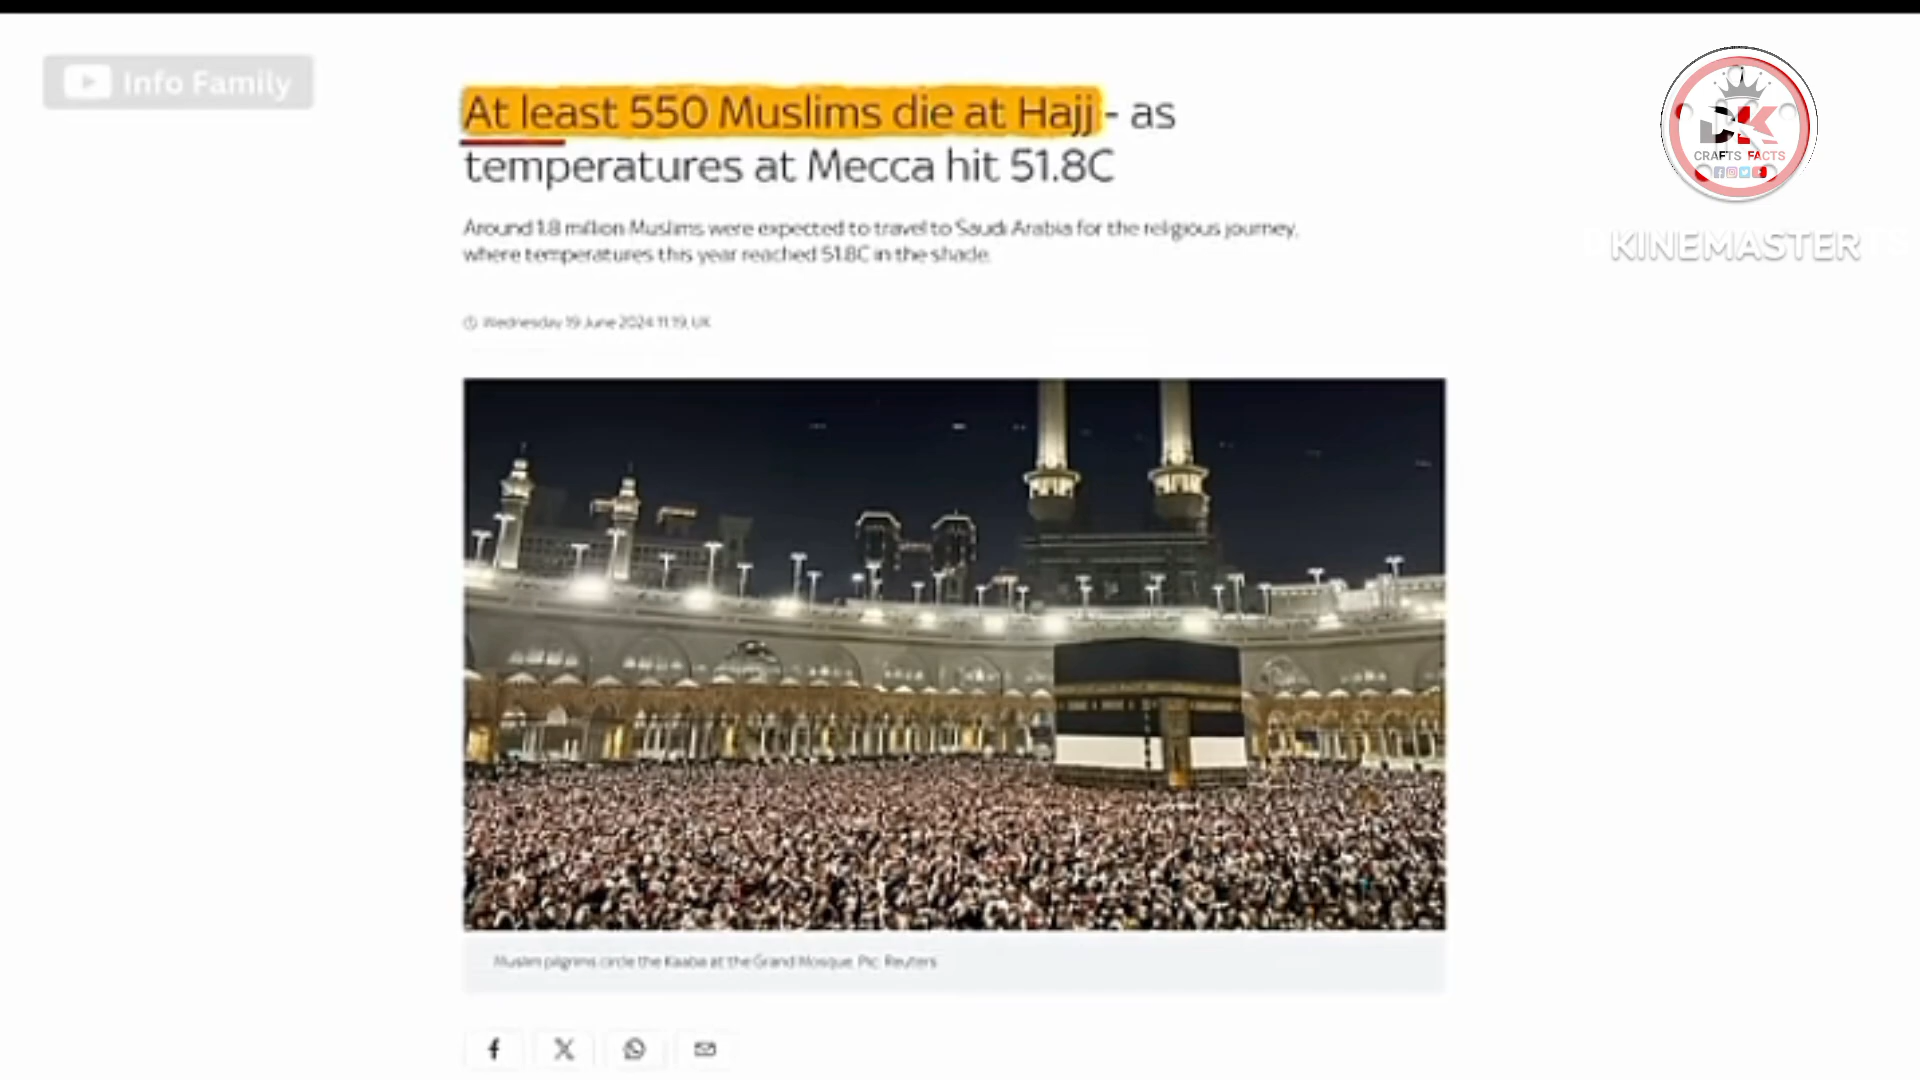 Info Family
At least 550 Muslims die at Hajj - as
temperatures at Mecca hit 51.8C
Around 1.8 million Muslims were expected to travel to Saudi Arabia for the religious journey,
where temperatures this year reached 51.8C in the shade.
Wednesday 19 June 2024 11:19, UK
Muslim pilgrims circle the Kaaba at the Grand Mosque. Pic: Reuters
DK
CRAFTS FACTS
KINEMASTER